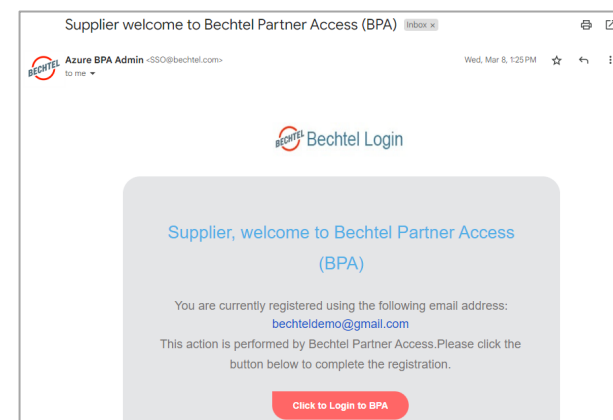 Supplier welcome to Bechtel Partner Access (BPA) Inbox x
BECHTEL
Azure BPA Admin <SSO@bechtel.com>
Wed, Mar 8, 1:25 PM
to me
BECHTEL Bechtel Login
Supplier, welcome to Bechtel Partner Access
(BPA)
You are currently registered using the following email address:
bechteldemo@gmail.com
This action is performed by Bechtel Partner Access.Please click the
button below to complete the registration.
Click to Login to BPA